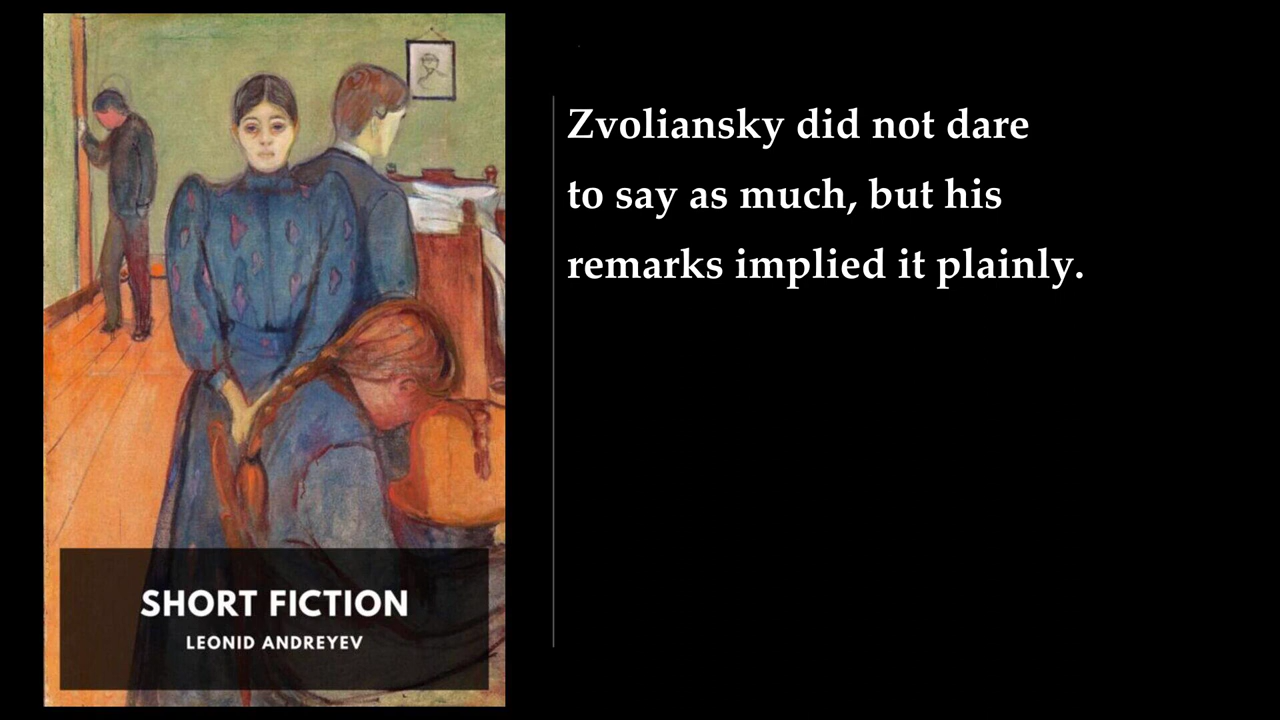 Zvoliansky did not dare
to say as much, but his
remarks implied it plainly.
SHORT FICTION
LEONID ANDREYEV